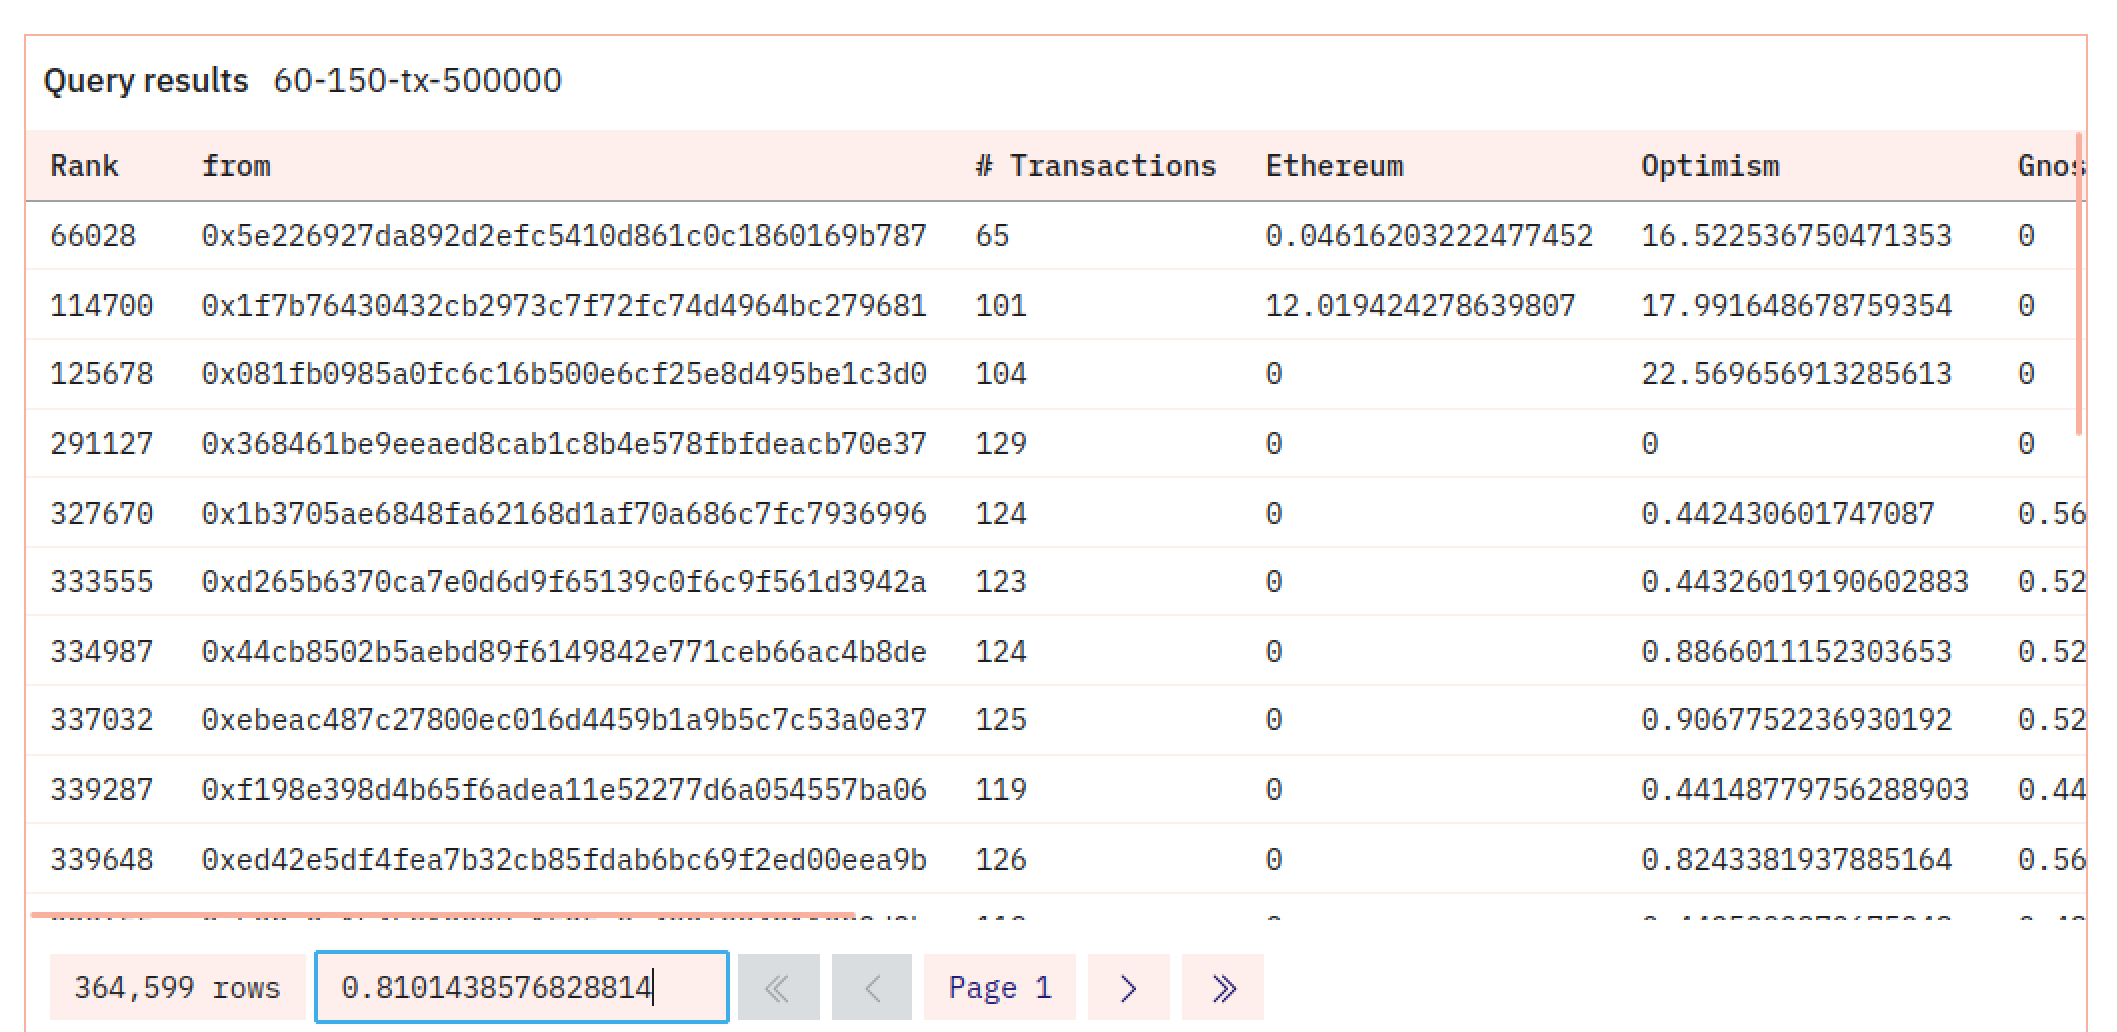 Query results 60-150-tx-500000
Rank from # Transactions Ethereum Optimism Gnos
66028 0x5e226927da892d2efc5410d861c0c1860169b787 65 0.04616203222477452 16.522536750471353 0
114700 0x1f7b76430432cb2973c7f72fc74d4964bc279681 101 12.019424278639807 17.991648678759354 0
125678 0x081fb0985a0fc6c16b500e6cf25e8d495be1c3d0 104 0 22.569656913285613 0
291127 0x368461be9eeaed8cab1c8b4e578fbfdeacb70e37 129 0 0 0
327670 0x1b3705ae6848fa62168d1af70a686c7fc7936996 124 0 0.442430601747087 0.56
333555 0xd265b6370ca7e0d6d9f65139c0f6c9f561d3942a 123 0 0.44326019190602883 0.52
334987 0x44cb8502b5aebd89f6149842e771ceb66ac4b8de 124 0 0.8866011152303653 0.52
337032 0xebeac487c27800ec016d4459b1a9b5c7c53a0e37 125 0 0.9067752236930192 0.52
339287 0xf198e398d4b65f6adea11e52277d6a054557ba06 119 0 0.44148779756288903 0.44
339648 0xed42e5df4fea7b32cb85fdab6bc69f2ed00eea9b 126 0 0.8243381937885164 0.56
364,599 rows 0.8101438576828814 Page 1